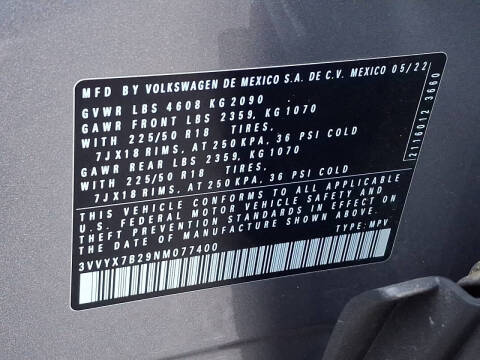 MFD BY VOLKSWAGEN DE MEXICO S.A. DE C.V. MEXICO 05/22
GVWR LBS 4608 KG 2090
GAWR FRONT LBS 2359, KG 1070
WITH 225/50 R18 TIRES.
7JX18 RIMS, AT 250 KPA, 36 PSI COLD
GAWR REAR LBS 2359, KG 1070
WITH 225/50 R18 TIRES.
7JX18 RIMS, AT 250 KPA, 36 PSI COLD
THIS VEHICLE CONFORMS TO ALL APPLICABLE
U.S. FEDERAL MOTOR VEHICLE SAFETY AND
THEFT PREVENTION STANDARDS IN EFFECT ON
THE DATE OF MANUFACTURE SHOWN ABOVE.
3VVYX7B29NM077400 TYPE: MPV
2116012 3660